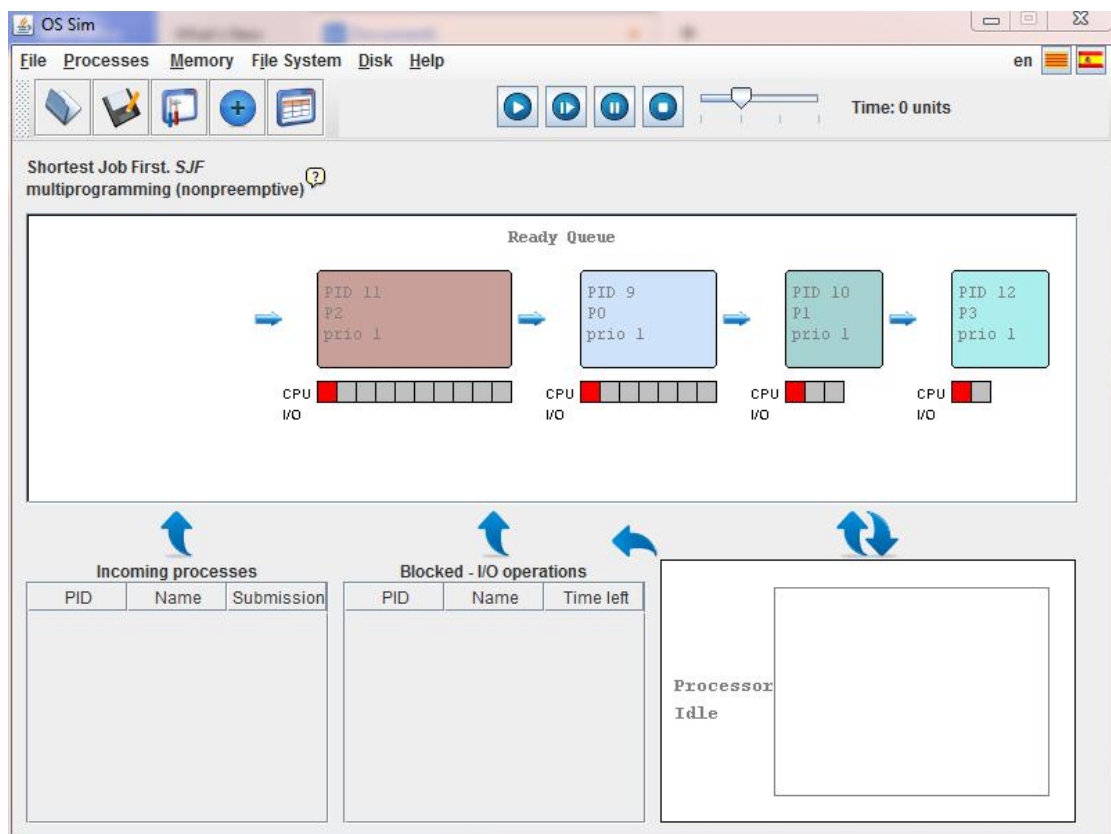 OS Sim
File Processes Memory File System Disk Help
en
Time: 0 units
Shortest Job First. SJF
multiprogramming (nonpreemptive)
?
Ready Queue
PID 11
P2
prio 1
CPU
I/O
PID 9
P0
prio 1
CPU
I/O
PID 10
P1
prio 1
CPU
I/O
PID 12
P3
prio 1
CPU
I/O
Incoming processes
PID Name Submission
Blocked - I/O operations
PID Name Time left
Processor
Idle